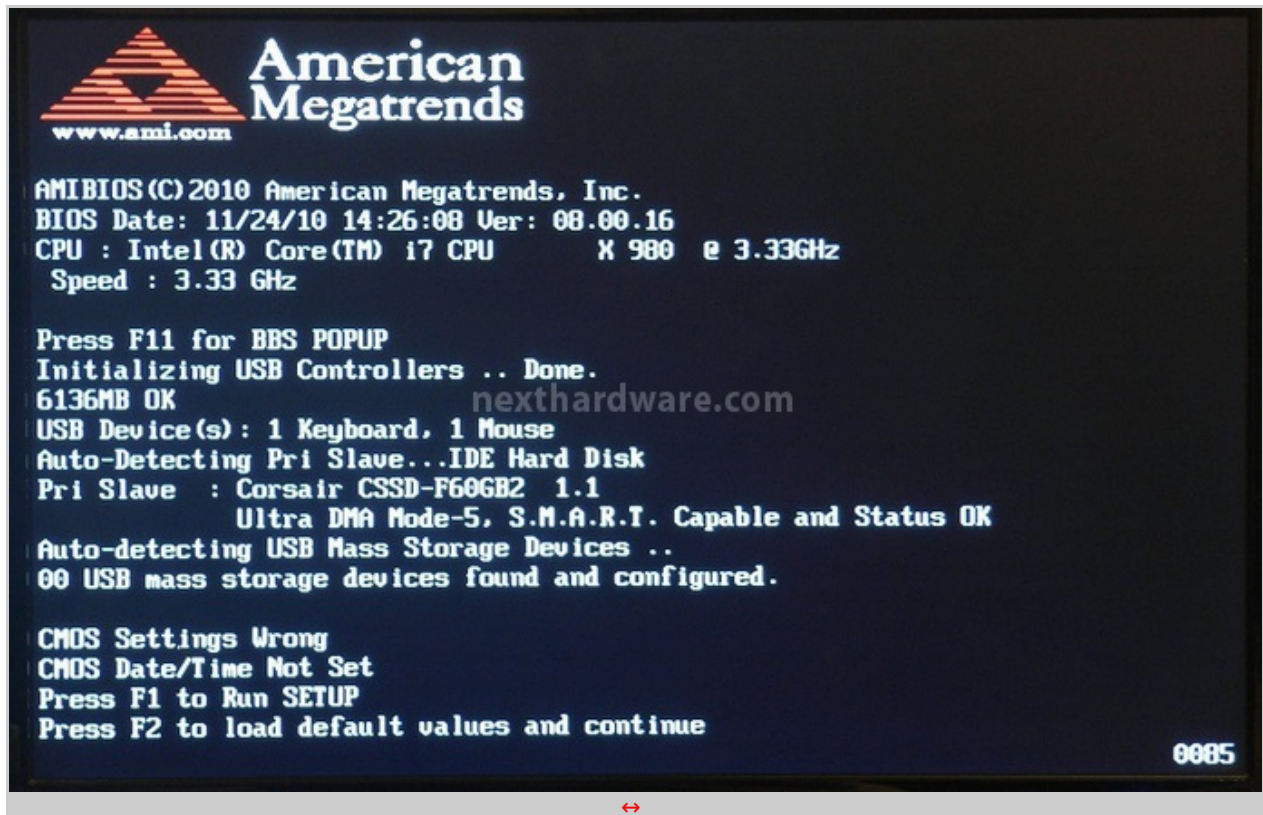 American
Megatrends
www.ami.com
AMIBIOS(C)2010 American Megatrends, Inc.
BIOS Date: 11/24/10 14:26:08 Ver: 08.00.16
CPU : Intel(R) Core(TM) i7 CPU       X 980  @ 3.33GHz
Speed : 3.33 GHz
Press F11 for BBS POPUP
Initializing USB Controllers .. Done.
6136MB OK
nexthardware.com
USB Device(s): 1 Keyboard, 1 Mouse
Auto-Detecting Pri Slave...IDE Hard Disk
Pri Slave  : Corsair CSSD-F60GB2  1.1
Ultra DMA Mode-5, S.M.A.R.T. Capable and Status OK
Auto-detecting USB Mass Storage Devices ..
00 USB mass storage devices found and configured.
CMOS Settings Wrong
CMOS Date/Time Not Set
Press F1 to Run SETUP
Press F2 to load default values and continue
0085